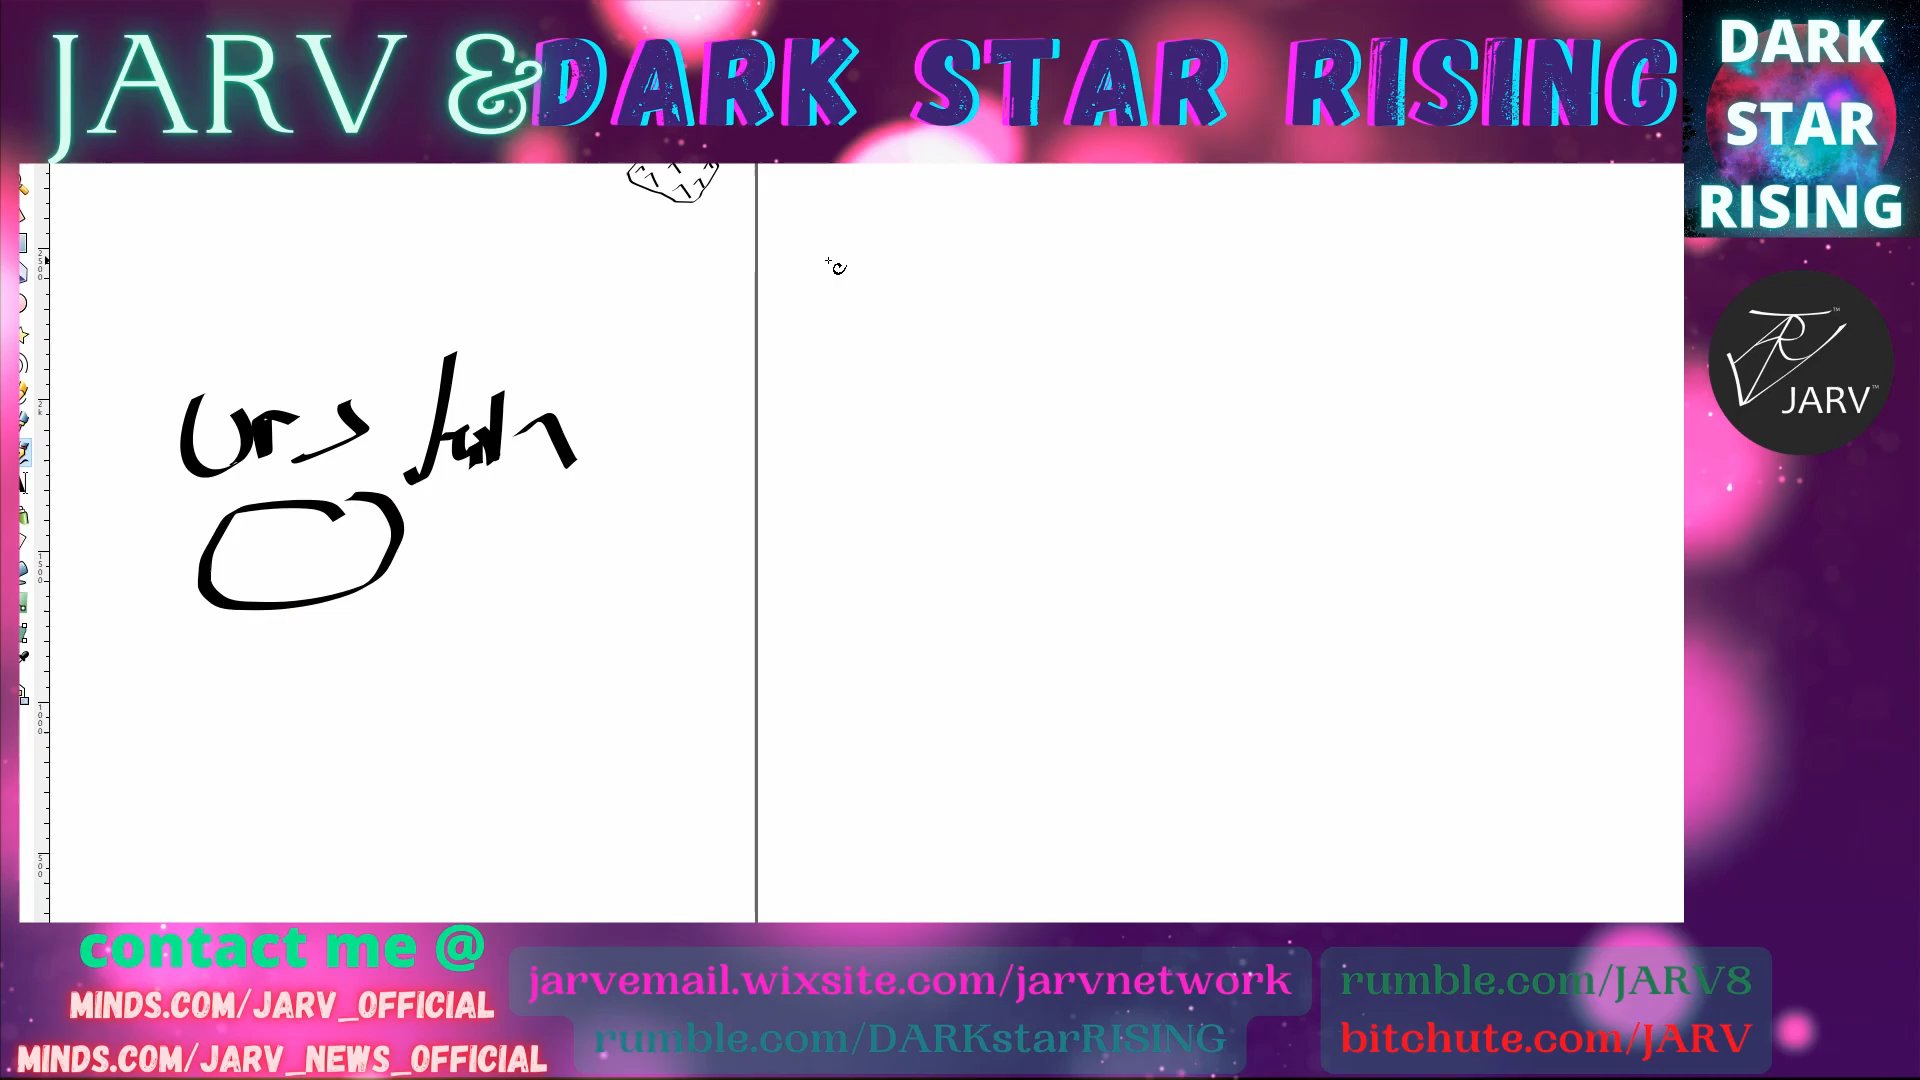 JARV & DARK STAR RISING
DARK
STAR
RISING
JARV™
contact me @
MINDS.COM/JARV_OFFICIAL
MINDS.COM/JARV_NEWS_OFFICIAL
jarvemail.wixsite.com/jarvnetwork
rumble.com/DARKstarRISING
rumble.com/JARV8
bitchute.com/JARV